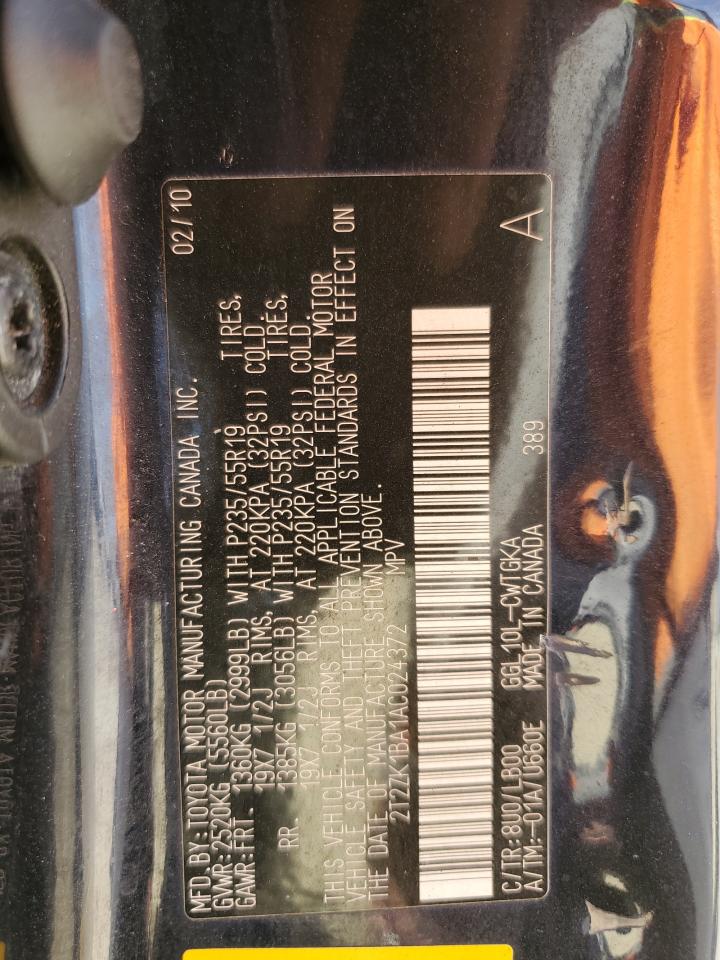 MFD.BY:TOYOTA MOTOR MANUFACTURING CANADA INC. 02/10
GVWR:2520KG (5560LB)
GAWR:FRT. 1360KG (2999LB) WITH P235/55R19 TIRES,
19X7 1/2J RIMS, AT 220KPA (32PSI) COLD.
RR. 1385KG (3056LB) WITH P235/55R19 TIRES,
19X7 1/2J RIMS, AT 220KPA (32PSI) COLD.
THIS VEHICLE CONFORMS TO ALL APPLICABLE FEDERAL MOTOR
VEHICLE SAFETY AND THEFT PREVENTION STANDARDS IN EFFECT ON
THE DATE OF MANUFACTURE SHOWN ABOVE.
2T2ZK1BA1AC024372 MPV
C/TR:8U0/LB00 GGL10L-CWTGKA A
A/TM:-01A/U660E MADE IN CANADA 389